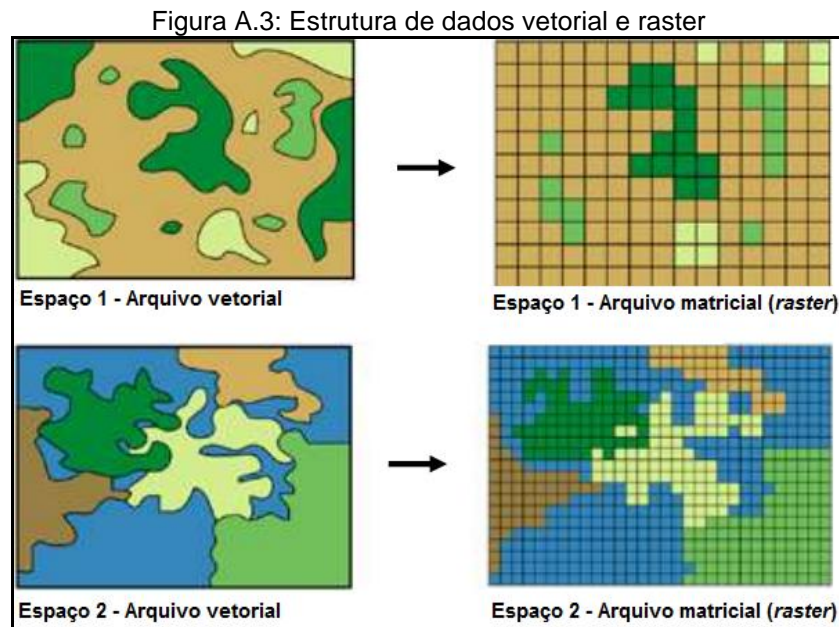 Figura A.3: Estrutura de dados vetorial e raster
Espaço 1 - Arquivo vetorial
Espaço 1 - Arquivo matricial (raster)
Espaço 2 - Arquivo vetorial
Espaço 2 - Arquivo matricial (raster)